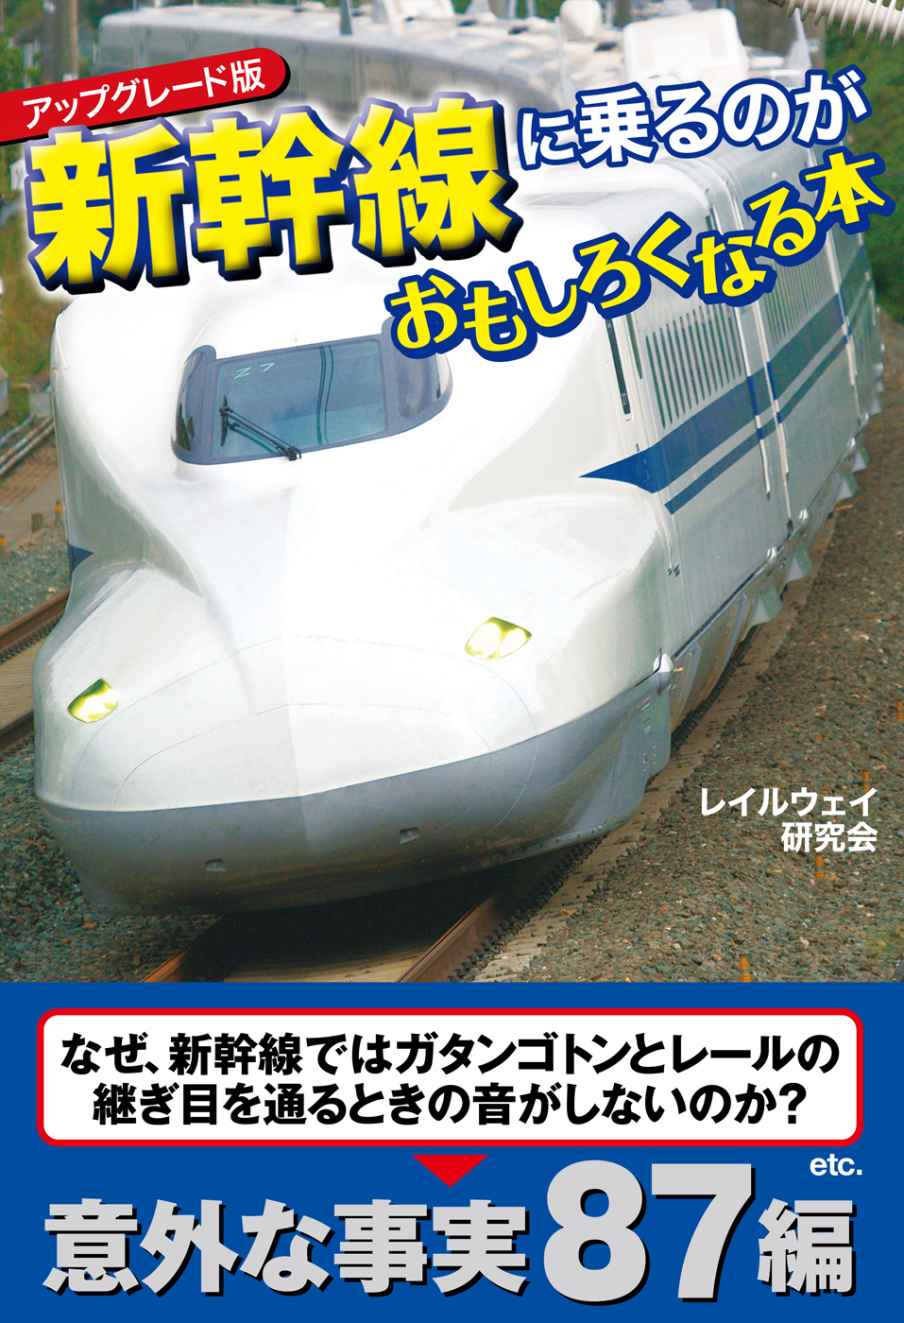 アップグレード版
新幹線に乗るのが
おもしろくなる本
レイルウェイ
研究会
なぜ、新幹線ではガタンゴトンとレールの
継ぎ目を通るときの音がしないのか?
etc.
意外な事実87編